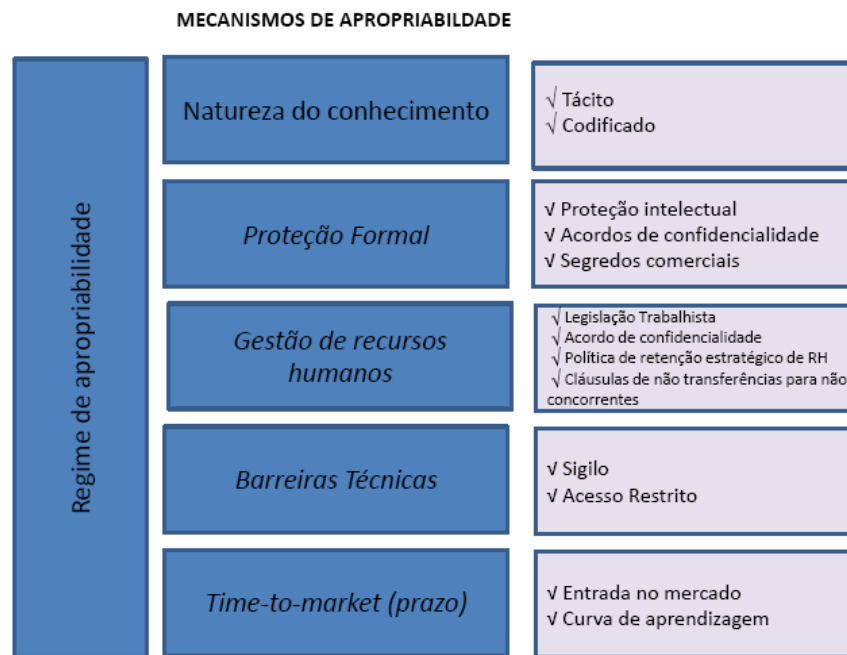 MECANISMOS DE APROPRIABILDADE
Regime de apropriabilidade
Natureza do conhecimento
√ Tácito
√ Codificado
Proteção Formal
√ Proteção intelectual
√ Acordos de confidencialidade
√ Segredos comerciais
Gestão de recursos
humanos
√ Legislação Trabalhista
√ Acordo de confidencialidade
√ Política de retenção estratégico de RH
√ Cláusulas de não transferências para não
concorrentes
Barreiras Técnicas
√ Sigilo
√ Acesso Restrito
Time-to-market (prazo)
√ Entrada no mercado
√ Curva de aprendizagem